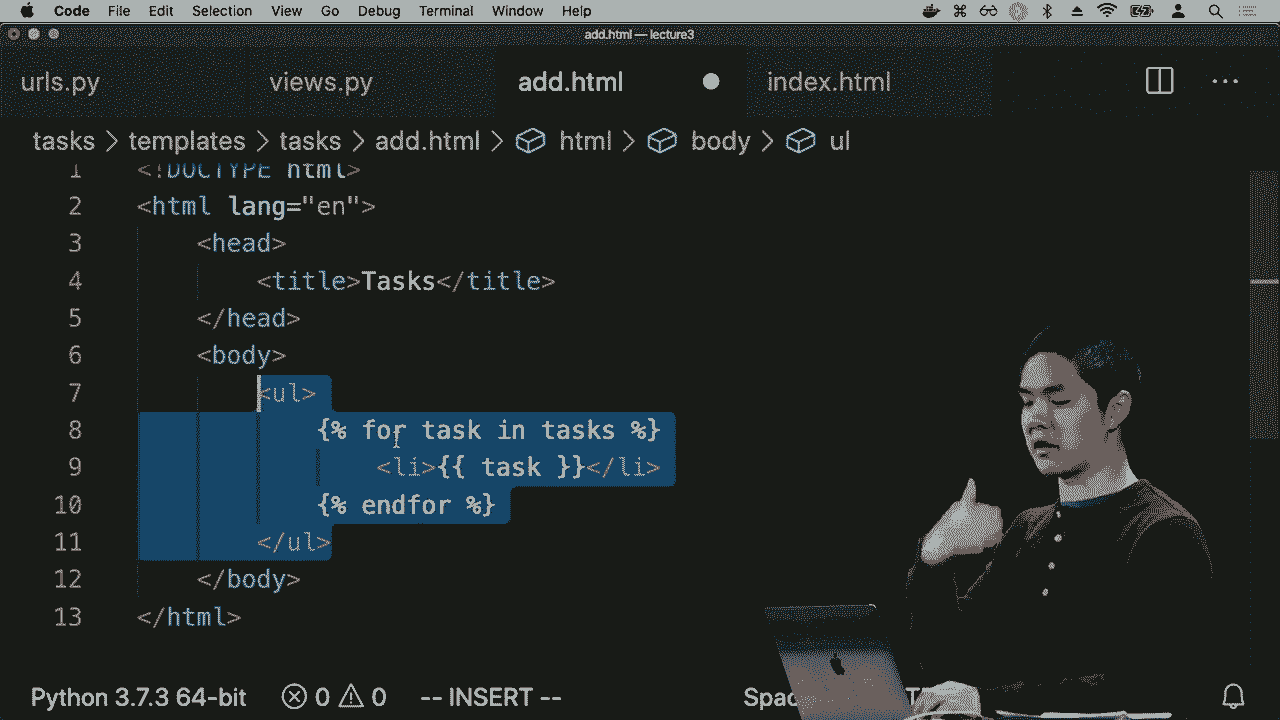 Code File Edit Selection View Go Debug Terminal Window Help
add.html — lecture3
urls.py views.py add.html index.html
tasks > templates > tasks > add.html > html > body > ul
1 <!DOCTYPE html>
2 <html lang="en">
3 <head>
4 <title>Tasks</title>
5 </head>
6 <body>
7 <ul>
8 {% for task in tasks %}
9 <li>{{ task }}</li>
10 {% endfor %}
11 </ul>
12 </body>
13 </html>
Python 3.7.3 64-bit 0 0 -- INSERT --